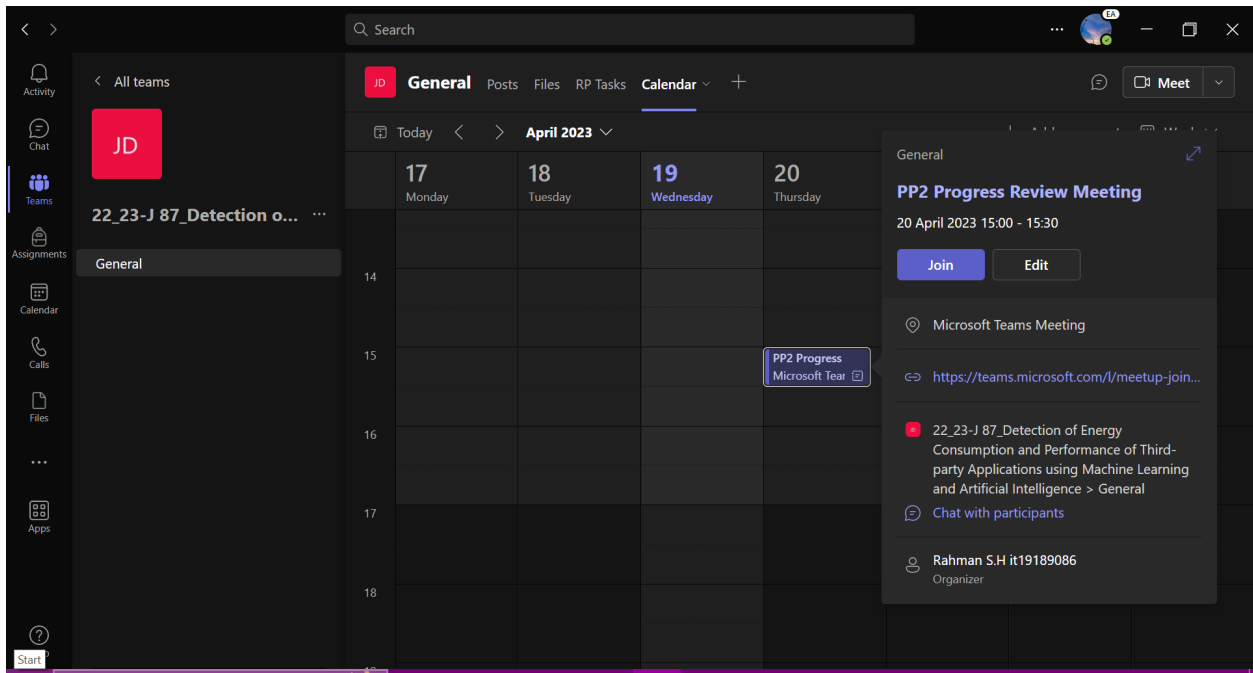 Search
EA
Activity
Chat
Teams
Assignments
Calendar
Calls
Files
Apps
Start
All teams
JD
22_23-J 87_Detection o...
General
JD
General
Posts
Files
RP Tasks
Calendar
Meet
Today
April 2023
17
Monday
18
Tuesday
19
Wednesday
20
Thursday
14
15
16
17
18
PP2 Progress
Microsoft Tear
General
PP2 Progress Review Meeting
20 April 2023 15:00 - 15:30
Join
Edit
Microsoft Teams Meeting
https://teams.microsoft.com/l/meetup-join...
22_23-J 87_Detection of Energy
Consumption and Performance of Third-
party Applications using Machine Learning
and Artificial Intelligence > General
Chat with participants
Rahman S.H it19189086
Organizer